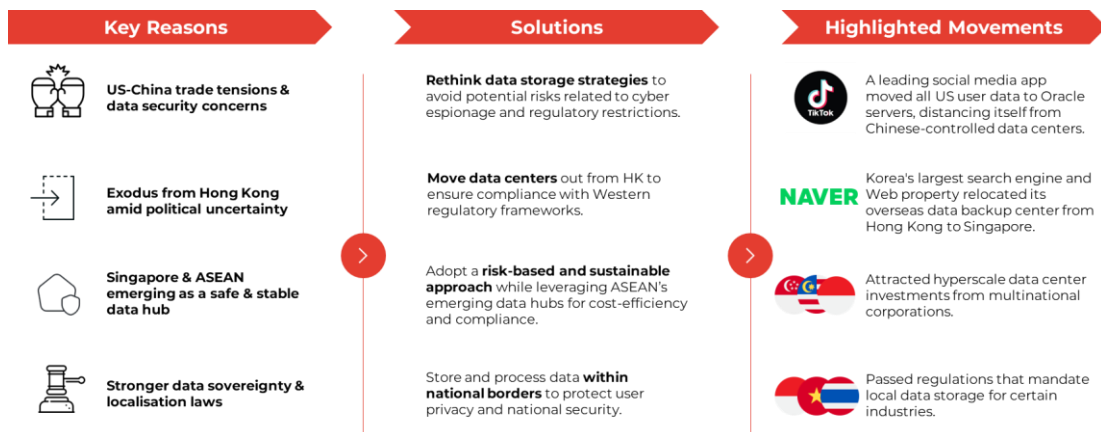 Key Reasons
Solutions
Highlighted Movements
US-China trade tensions &
data security concerns
Rethink data storage strategies to
avoid potential risks related to cyber
espionage and regulatory restrictions.
TikTok
A leading social media app
moved all US user data to Oracle
servers, distancing itself from
Chinese-controlled data centers.
Exodus from Hong Kong
amid political uncertainty
Move data centers out from HK to
ensure compliance with Western
regulatory frameworks.
NAVER
Korea's largest search engine and
Web property relocated its
overseas data backup center from
Hong Kong to Singapore.
Singapore & ASEAN
emerging as a safe & stable
data hub
Adopt a risk-based and sustainable
approach while leveraging ASEAN's
emerging data hubs for cost-efficiency
and compliance.
Attracted hyperscale data center
investments from multinational
corporations.
Stronger data sovereignty &
localisation laws
Store and process data within
national borders to protect user
privacy and national security.
Passed regulations that mandate
local data storage for certain
industries.